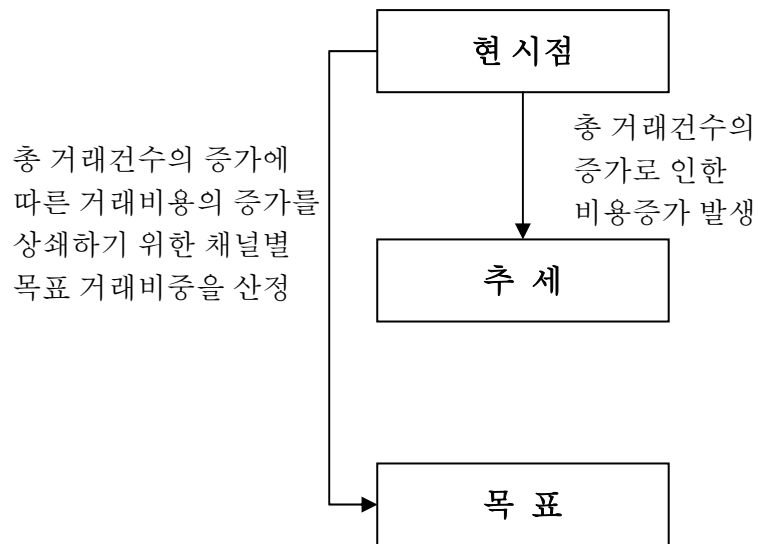 현 시점
총 거래건수의
증가로 인한
비용증가 발생
총 거래건수의 증가에
따른 거래비용의 증가를
상쇄하기 위한 채널별
목표 거래비중을 산정
추 세
목 표